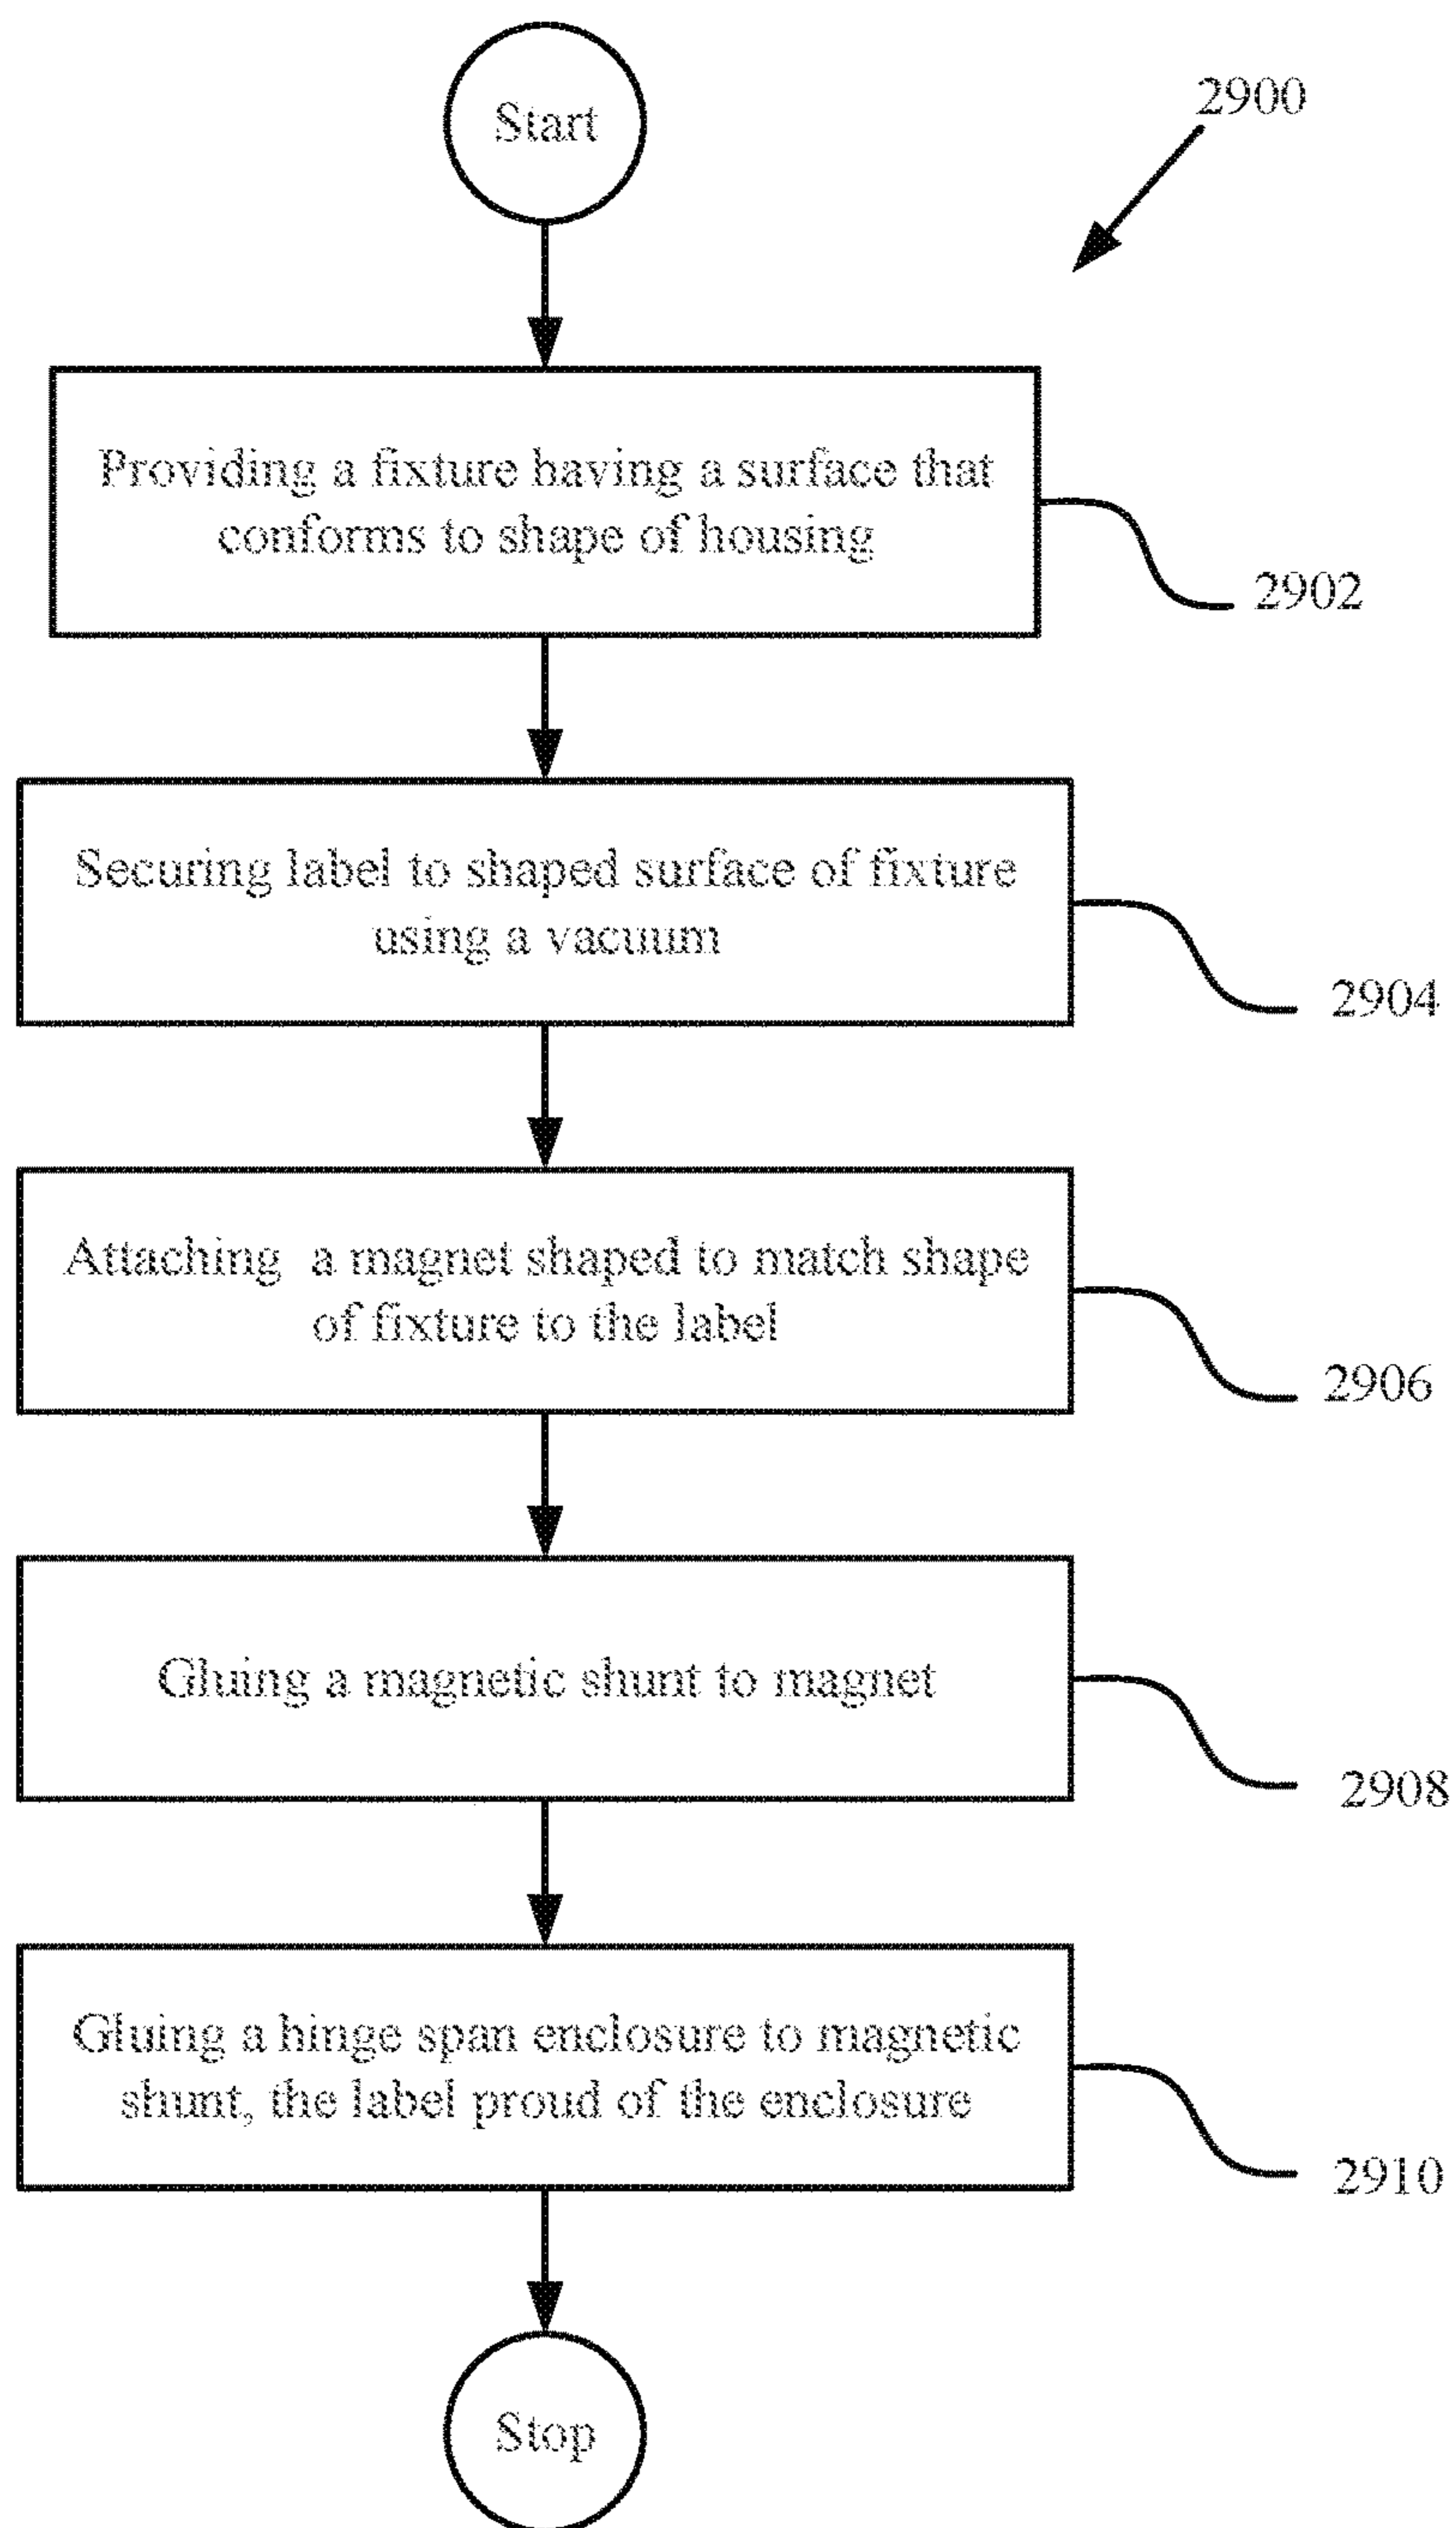 Start
2900
Providing a fixture having a surface that
conforms to shape of housing
2902
Securing label to shaped surface of fixture
using a vacuum
2904
Attaching a magnet shaped to match shape
of fixture to the label
2906
Gluing a magnetic shunt to magnet
2908
Gluing a hinge span enclosure to magnetic
shunt, the label proud of the enclosure
2910
Stop